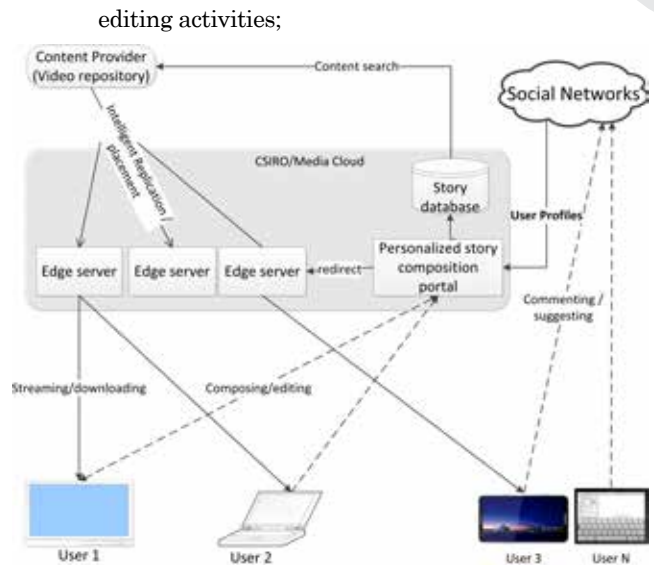 editing activities;
Content Provider
(Video repository)
Content search
Social Networks
Intelligent Replication /
placement
CSIRO/Media Cloud
Story
database
User Profiles
Edge server
Edge server
Edge server
redirect
Personalized story
composition
portal
Commenting /
suggesting
Streaming/downloading
Composing/editing
User 1
User 2
User 3
User N